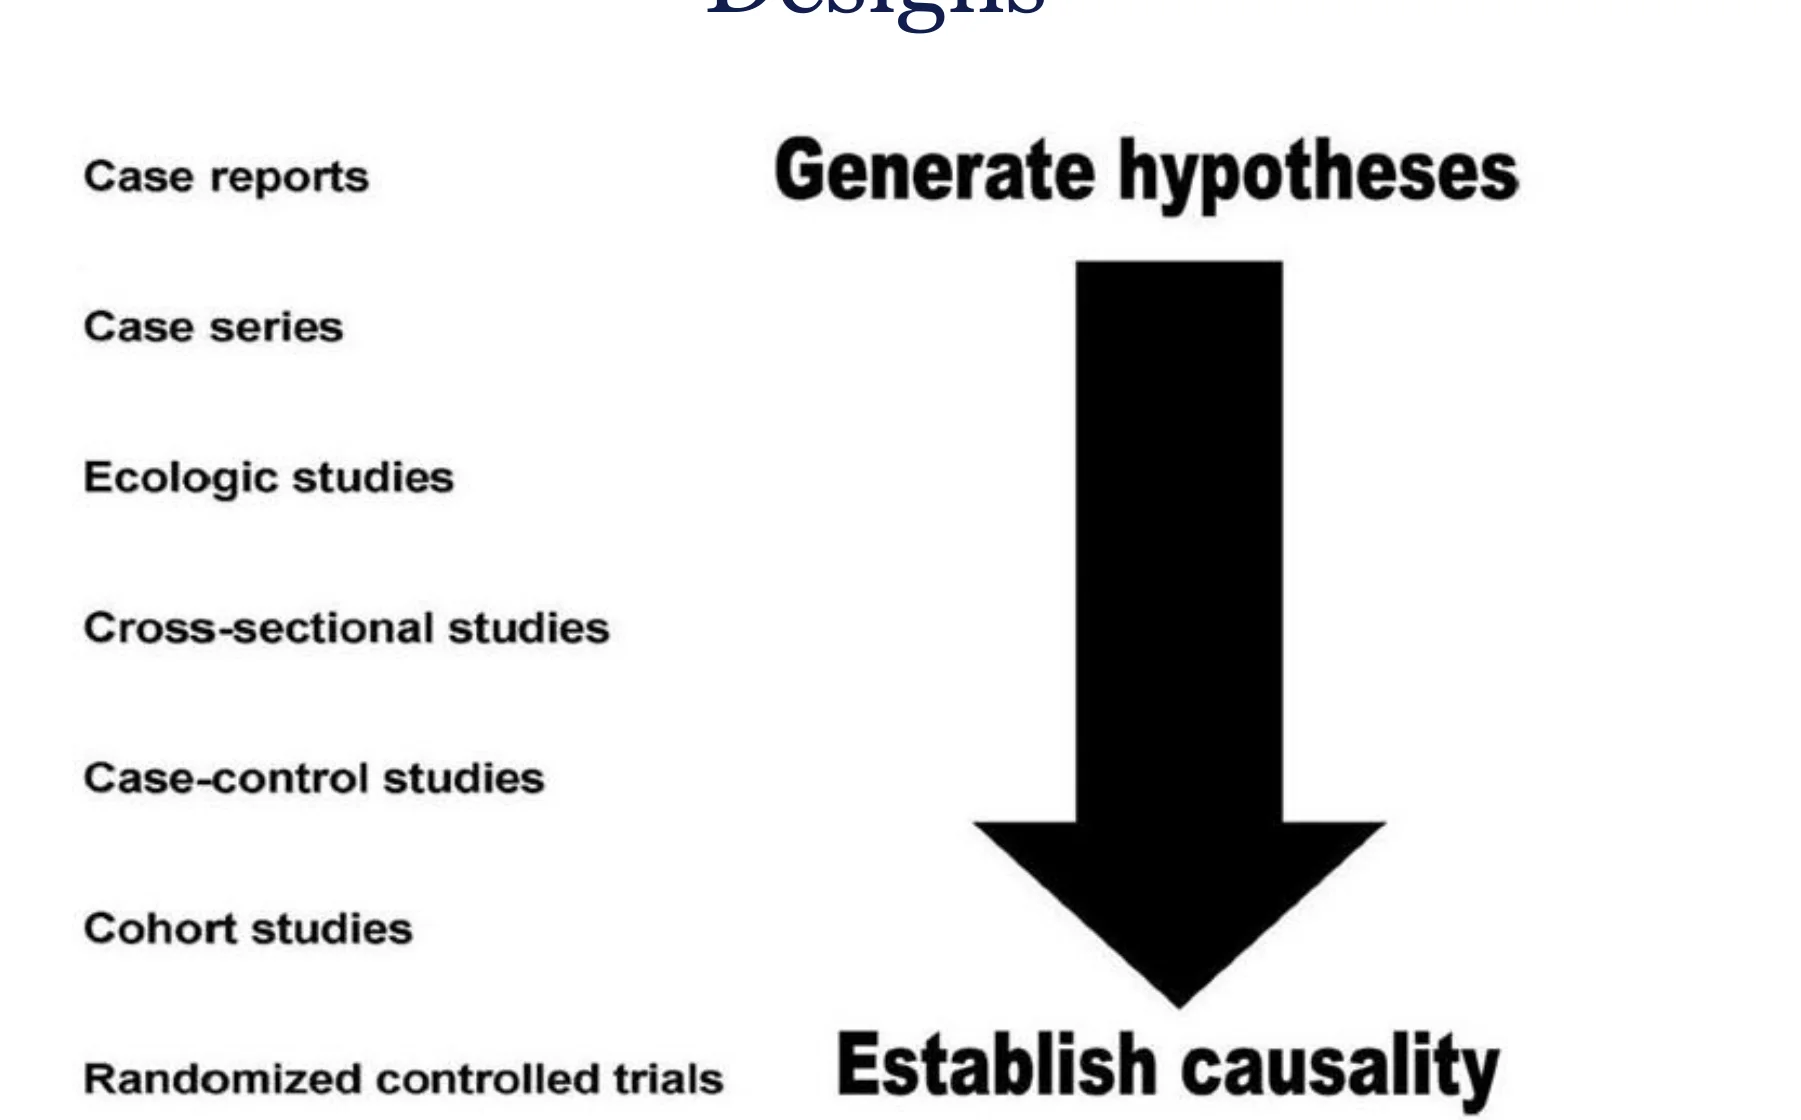 Designs
Case reports
Generate hypotheses
Case series
Ecologic studies
Cross-sectional studies
Case-control studies
Cohort studies
Randomized controlled trials
Establish causality